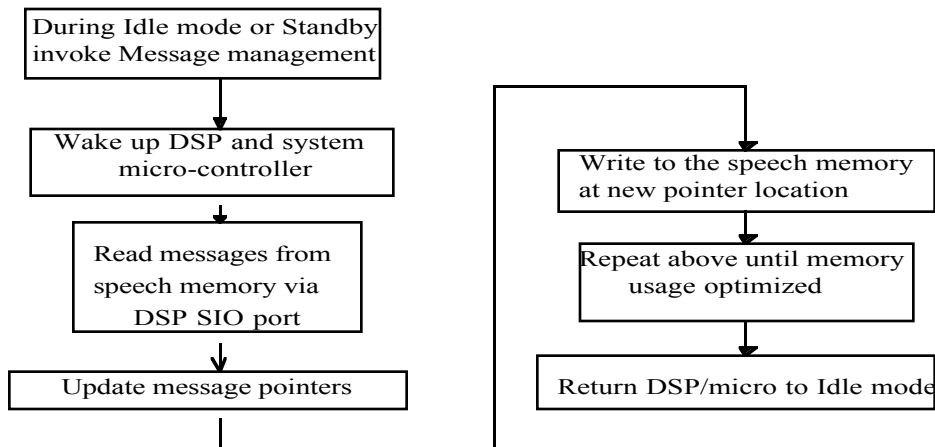 During Idle mode or Standby
invoke Message management
Wake up DSP and system
micro-controller
Read messages from
speech memory via
DSP SIO port
Update message pointers
Write to the speech memory
at new pointer location
Repeat above until memory
usage optimized
Return DSP/micro to Idle mode